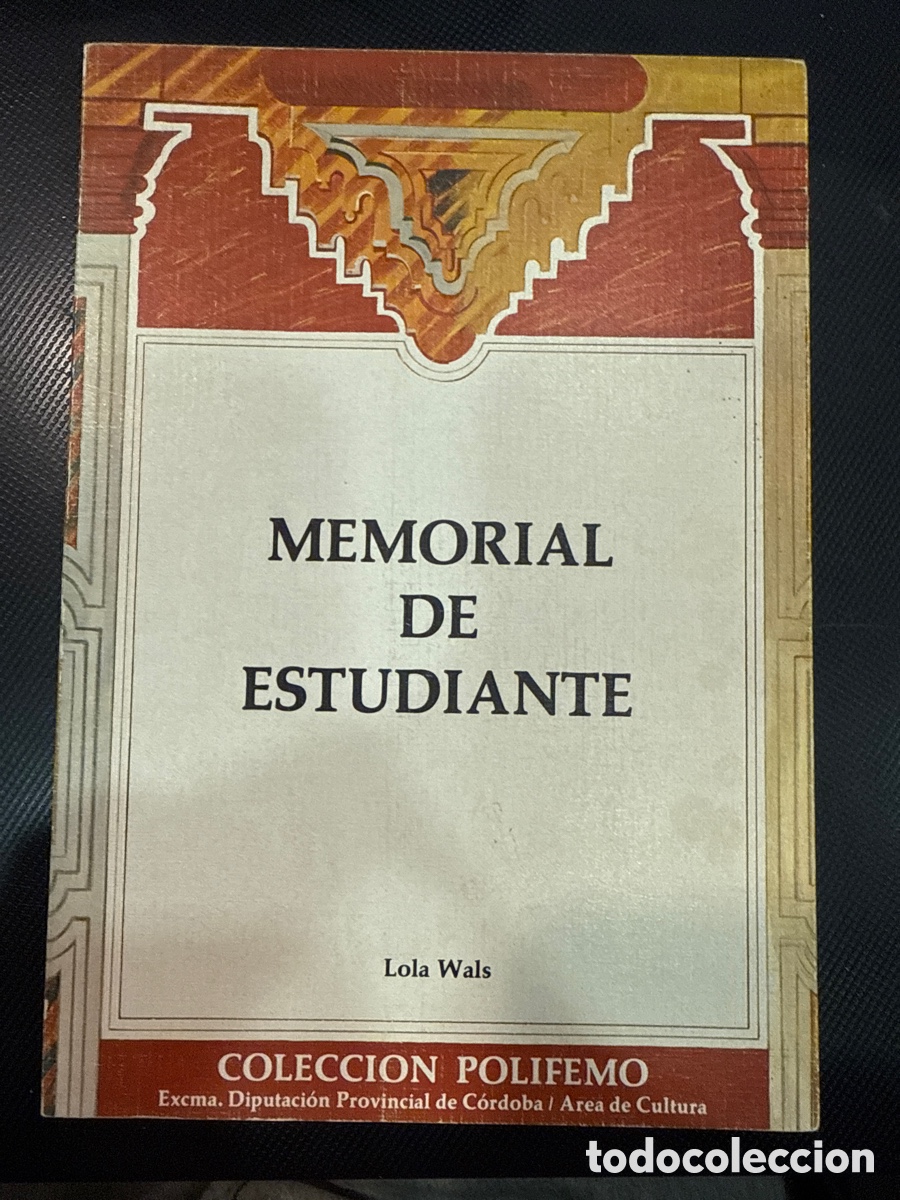 MEMORIAL
DE
ESTUDIANTE
Lola Wals
COLECCION POLIFEMO
Excma. Diputación Provincial de Córdoba / Area de Cultura
todocoleccion